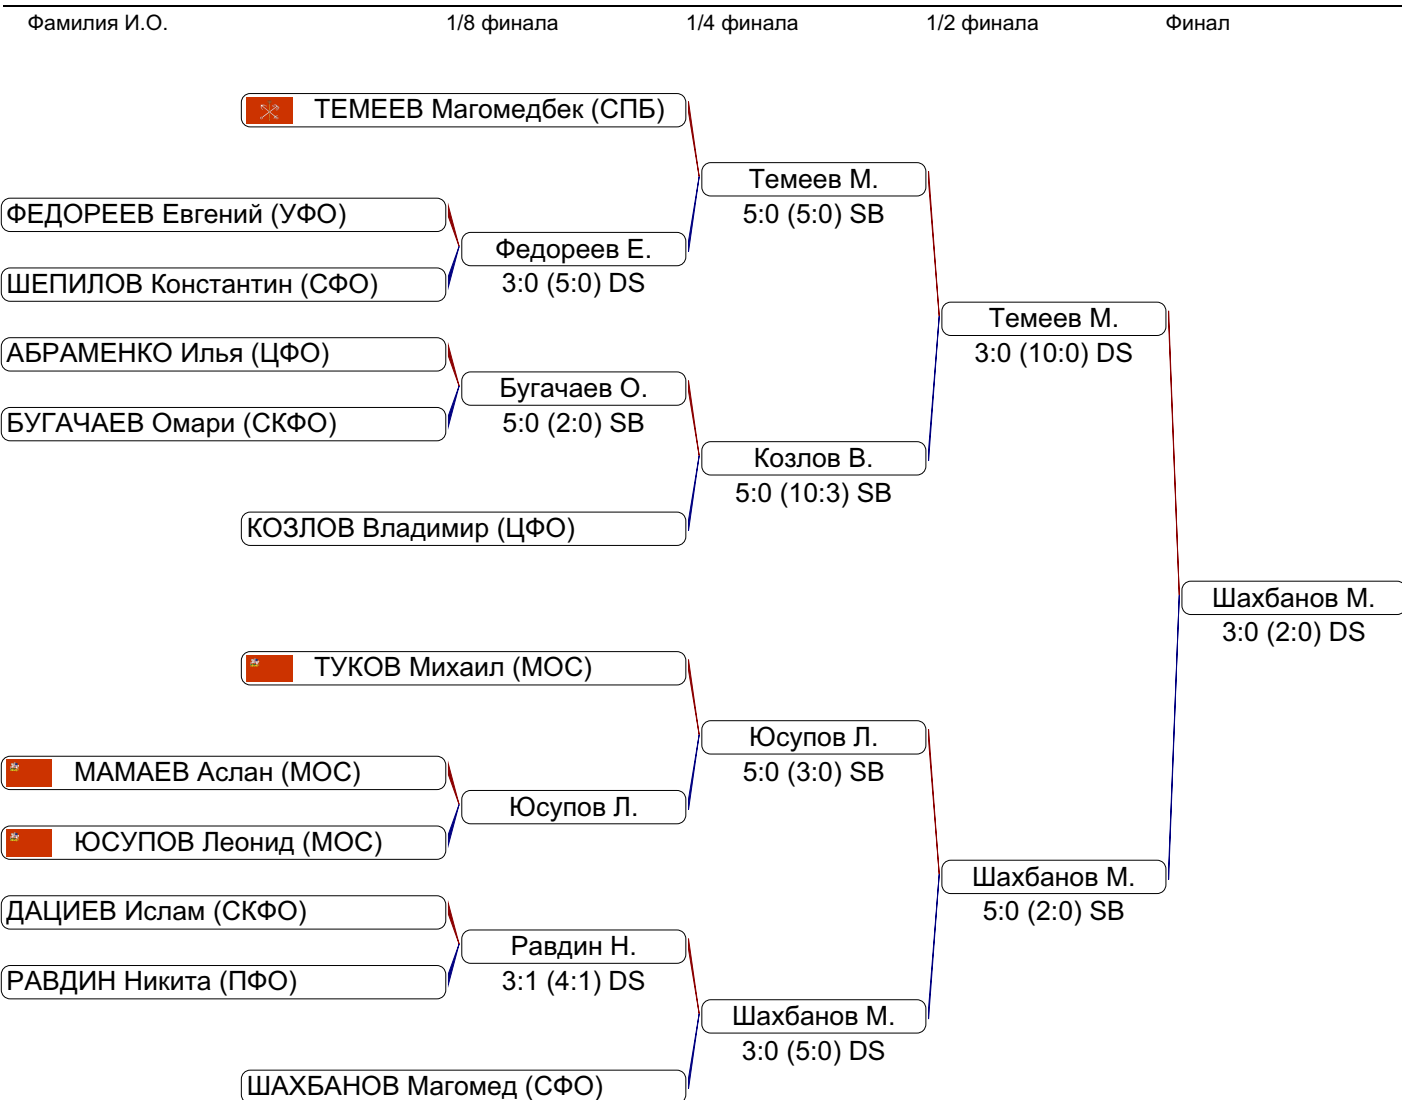 Фамилия И.О. 1/8 финала 1/4 финала 1/2 финала Финал
ТЕМЕЕВ Магомедбек (СПБ)
Темеев М.
ФЕДОРЕЕВ Евгений (УФО)
5:0 (5:0) SB
Федореев Е.
ШЕПИЛОВ Константин (СФО)
3:0 (5:0) DS
Темеев М.
АБРАМЕНКО Илья (ЦФО)
3:0 (10:0) DS
Бугачаев О.
БУГАЧАЕВ Омари (СКФО)
5:0 (2:0) SB
Козлов В.
5:0 (10:3) SB
КОЗЛОВ Владимир (ЦФО)
Шахбанов М.
3:0 (2:0) DS
ТУКОВ Михаил (МОС)
Юсупов Л.
МАМАЕВ Аслан (МОС)
5:0 (3:0) SB
Юсупов Л.
ЮСУПОВ Леонид (МОС)
Шахбанов М.
ДАЦИЕВ Ислам (СКФО)
5:0 (2:0) SB
Равдин Н.
РАВДИН Никита (ПФО)
3:1 (4:1) DS
Шахбанов М.
3:0 (5:0) DS
ШАХБАНОВ Магомед (СФО)